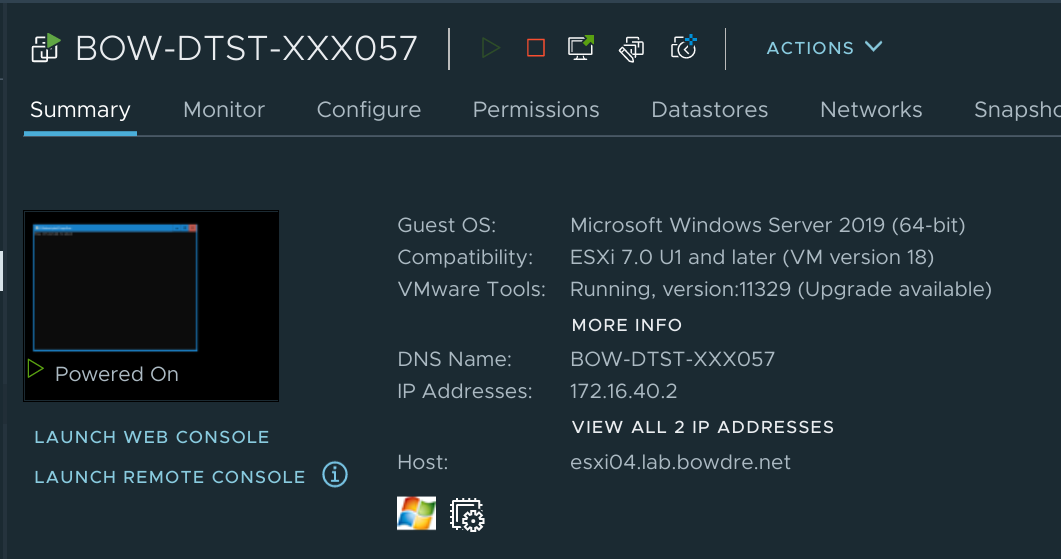 BOW-DTST-XXX057
ACTIONS
Summary Monitor Configure Permissions Datastores Networks Snapsho
Guest OS: Microsoft Windows Server 2019 (64-bit)
Compatibility: ESXi 7.0 U1 and later (VM version 18)
VMware Tools: Running, version:11329 (Upgrade available)
MORE INFO
DNS Name: BOW-DTST-XXX057
IP Addresses: 172.16.40.2
VIEW ALL 2 IP ADDRESSES
Host: esxi04.lab.bowdre.net
Powered On
LAUNCH WEB CONSOLE
LAUNCH REMOTE CONSOLE